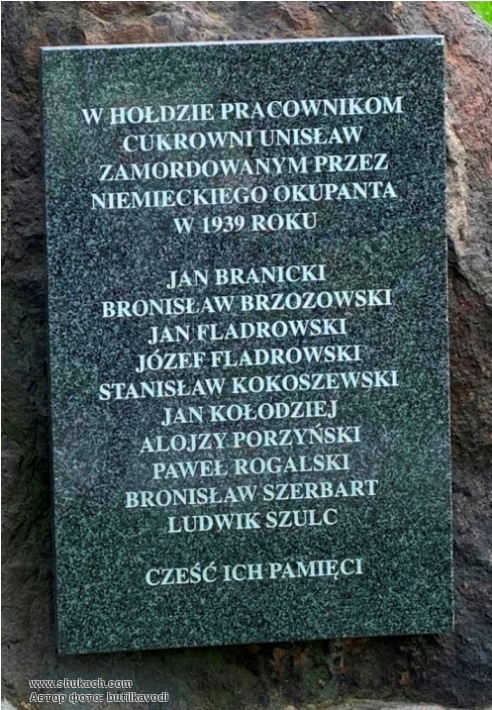 W HOŁDZIE PRACOWNIKOM
CUKROWNI UNISŁAW
ZAMORDOWANYM PRZEZ
NIEMIECKIEGO OKUPANTA
W 1939 ROKU
JAN BRANICKI
BRONISŁAW BRZOZOWSKI
JAN FLADROWSKI
JÓZEF FLADROWSKI
STANISŁAW KOKOSZEWSKI
JAN KOŁODZIEJ
ALOJZY PORZYŃSKI
PAWEŁ ROGALSKI
BRONISŁAW SZERBART
LUDWIK SZULC
CZEŚĆ ICH PAMIĘCI
www.shukach.com
Автор фото: butilkavodi